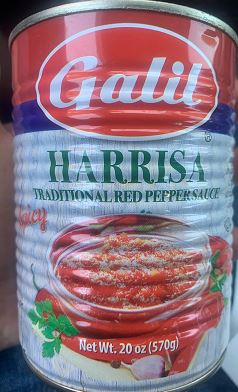 Galil
HARRISA
TRADITIONAL RED PEPPER SAUCE
Spicy
Net Wt. 20 oz (570g)